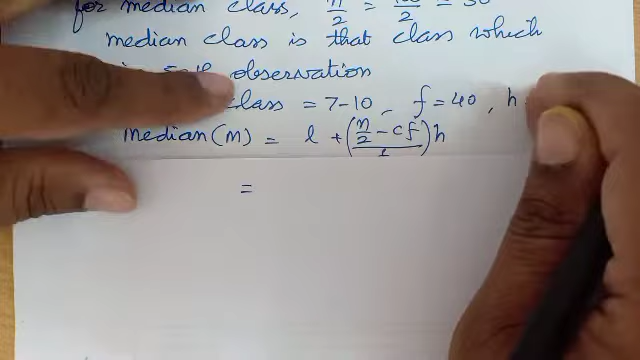 for median class, n/2 = 100/2 = 50
median class is that class which
observation
class = 7-10, f = 40, h
Median (M) = l + ((n/2 - cf)/f) h
=